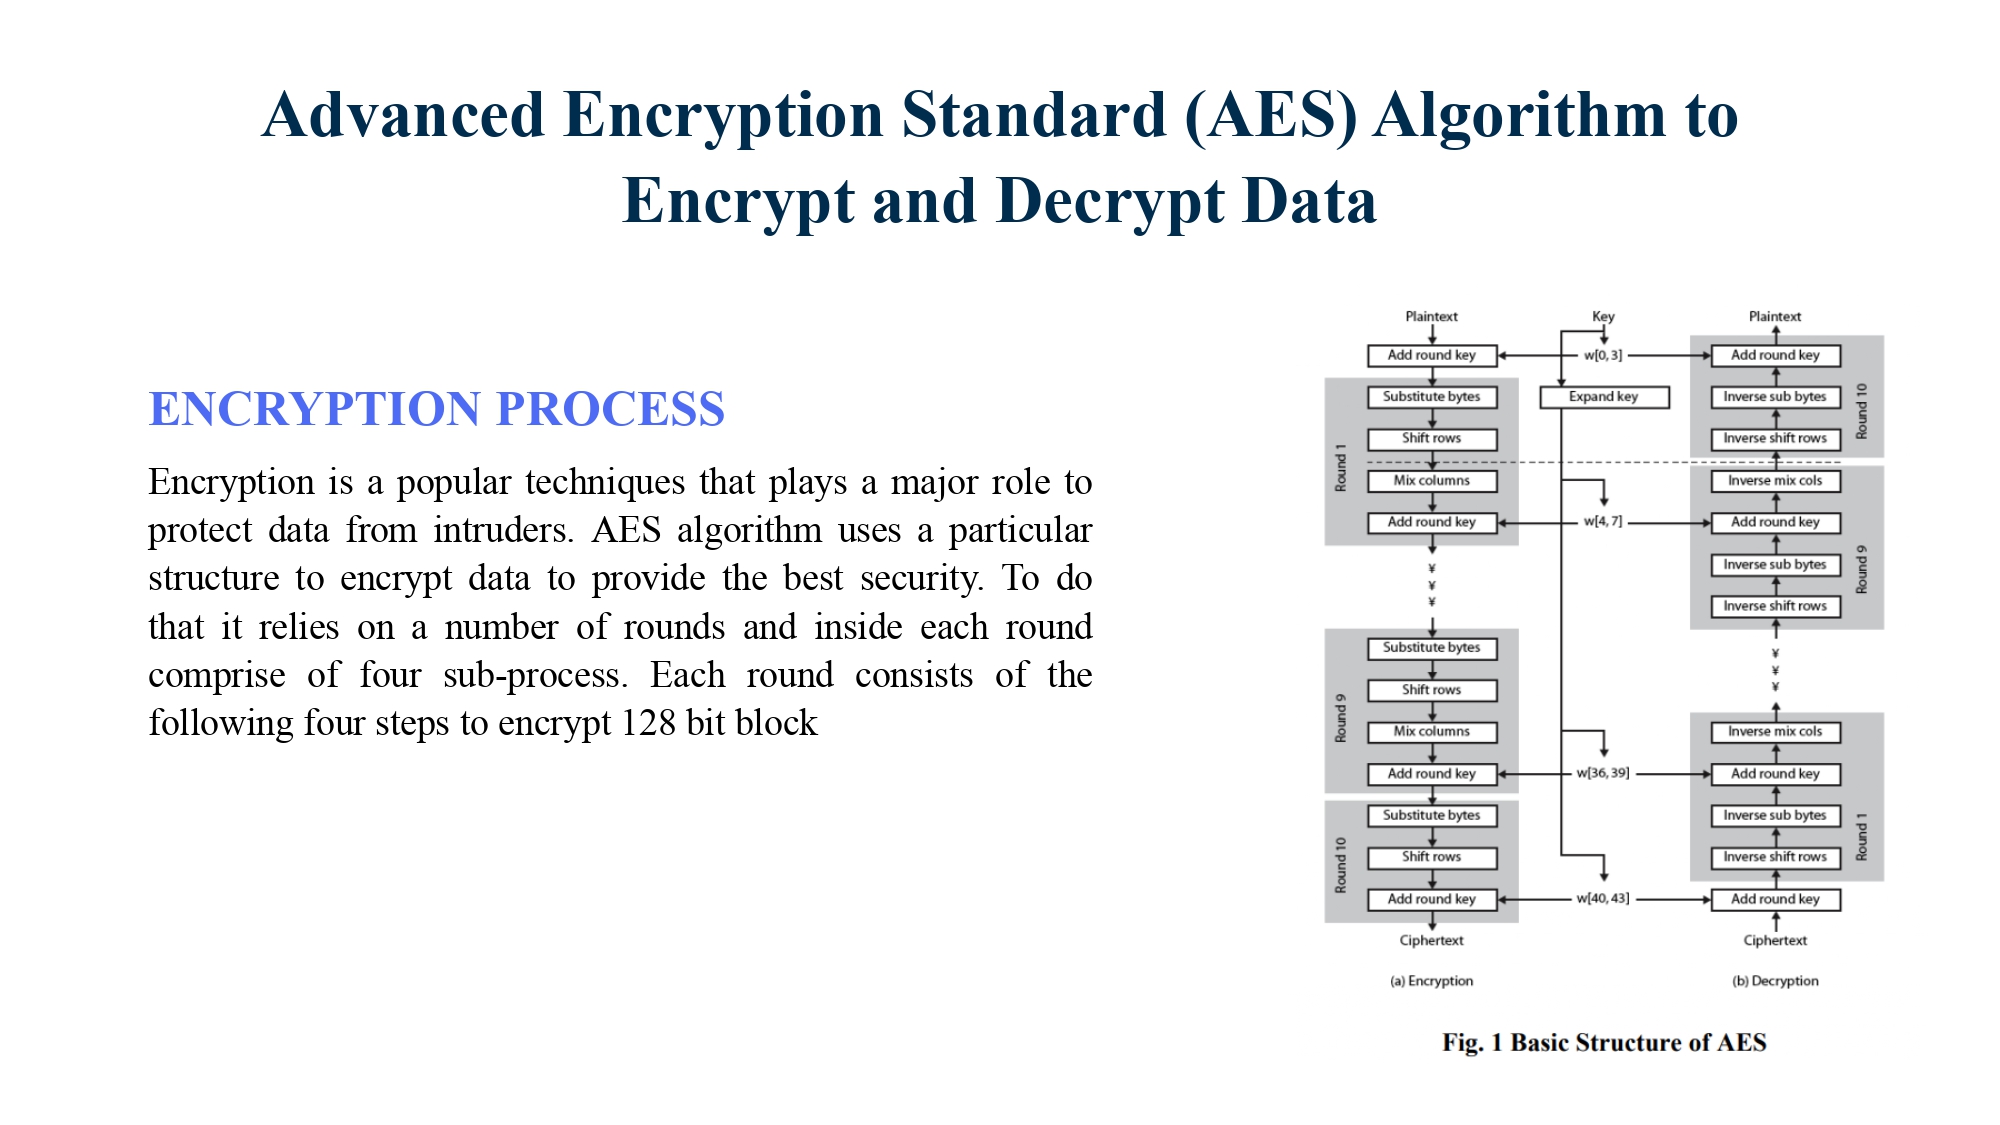 Advanced Encryption Standard (AES) Algorithm to
Encrypt and Decrypt Data
ENCRYPTION PROCESS
Encryption is a popular techniques that plays a major role to
protect data from intruders. AES algorithm uses a particular
structure to encrypt data to provide the best security. To do
that it relies on a number of rounds and inside each round
comprise of four sub-process. Each round consists of the
following four steps to encrypt 128 bit block
Plaintext
Add round key
Round 1
Substitute bytes
Shift rows
Mix columns
Add round key
¥
¥
¥
Round 9
Substitute bytes
Shift rows
Mix columns
Add round key
Round 10
Substitute bytes
Shift rows
Add round key
Ciphertext
(a) Encryption
Key
w[0, 3]
Expand key
w[4, 7]
w[36, 39]
w[40, 43]
Plaintext
Add round key
Inverse sub bytes
Inverse shift rows
Round 10
Inverse mix cols
Add round key
Inverse sub bytes
Inverse shift rows
Round 9
¥
¥
¥
Inverse mix cols
Add round key
Inverse sub bytes
Inverse shift rows
Round 1
Add round key
Ciphertext
(b) Decryption
Fig. 1 Basic Structure of AES